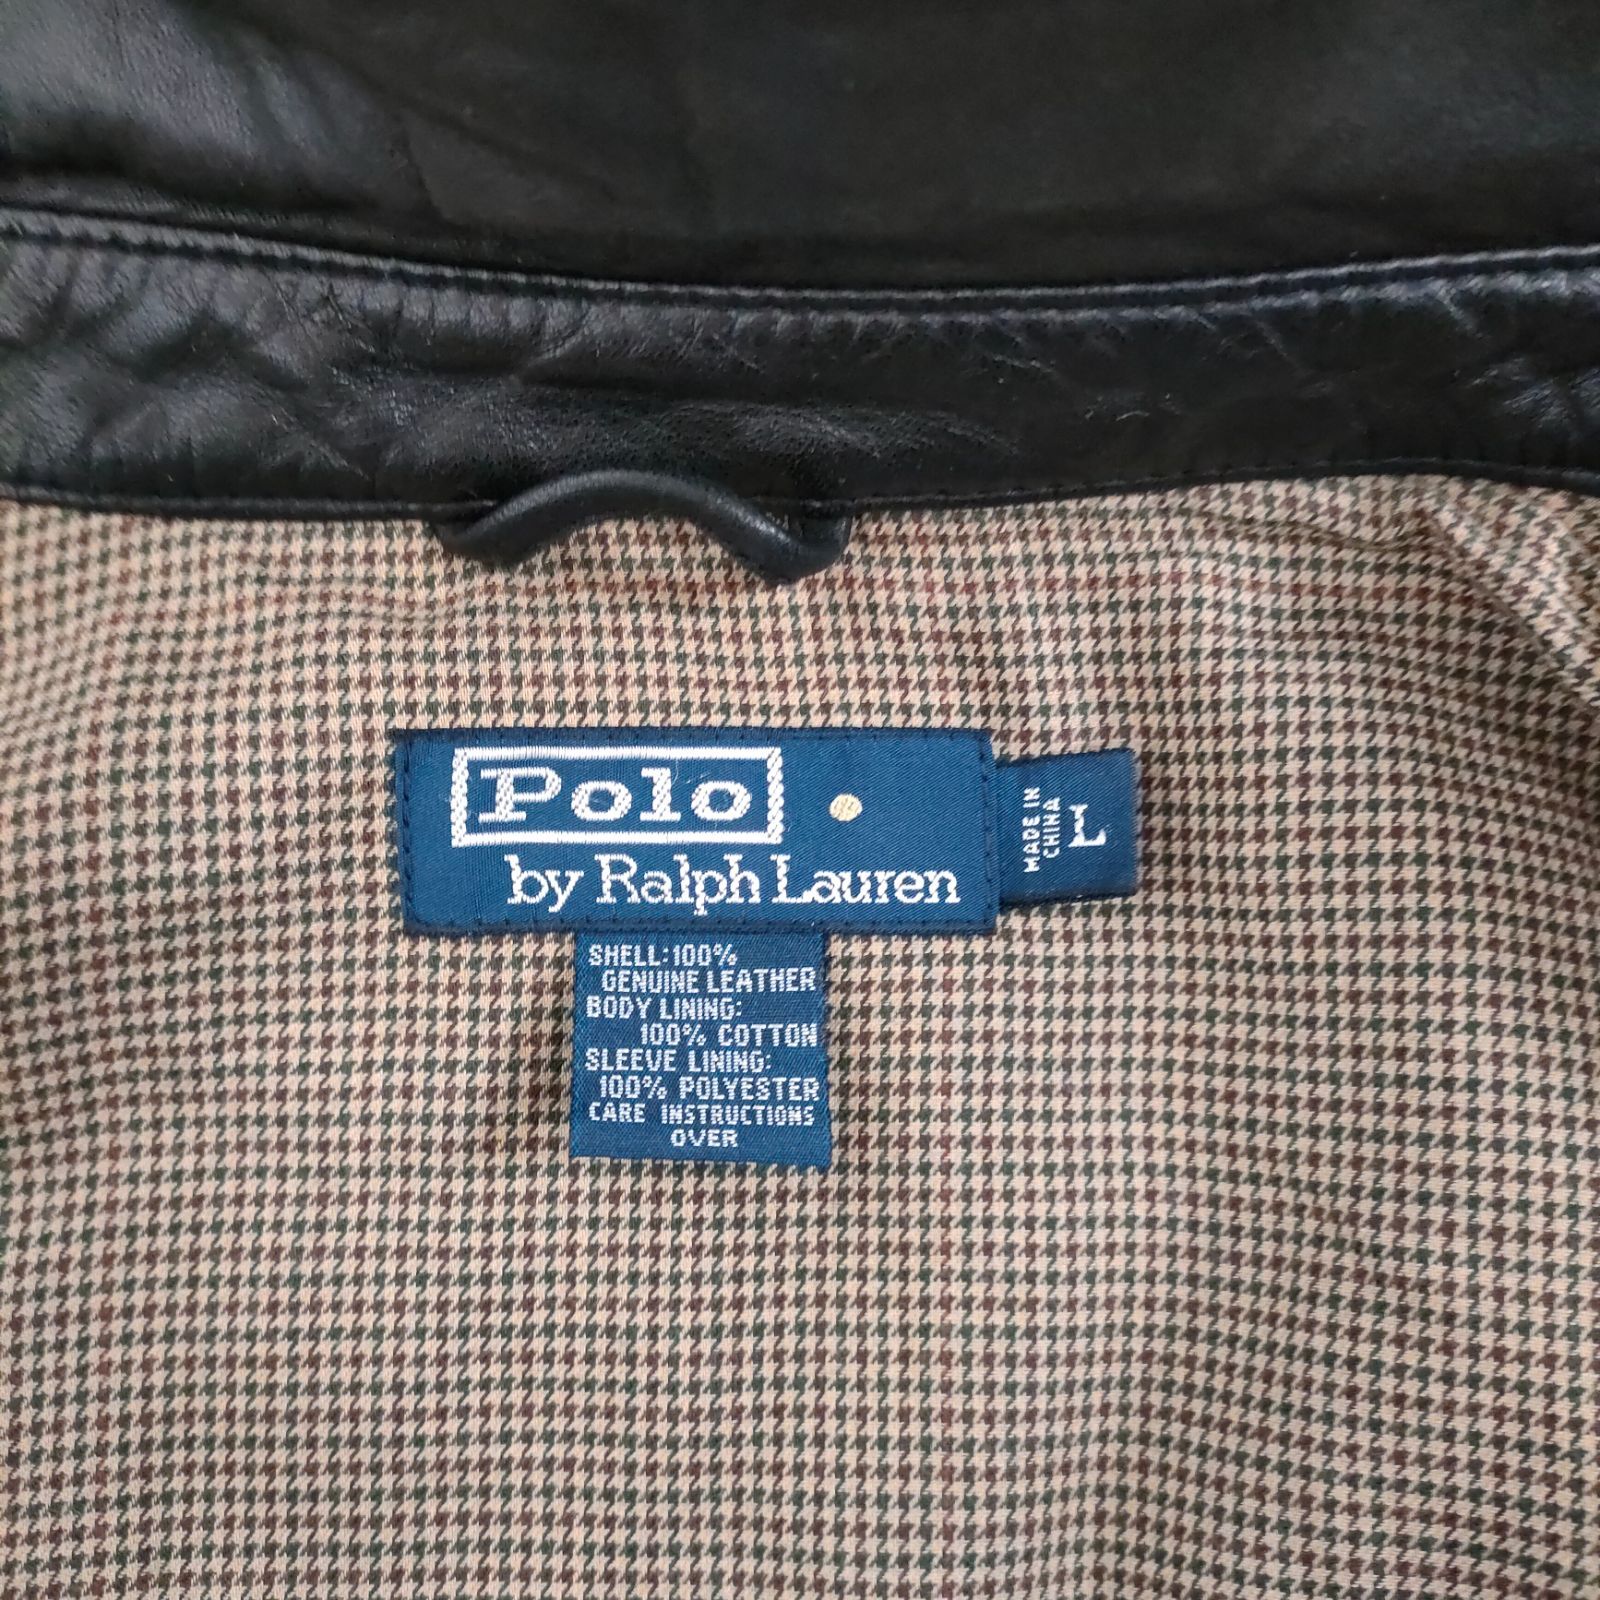 Polo
by Ralph Lauren
MADE IN
CHINA
L
SHELL:100%
GENUINE LEATHER
BODY LINING:
100% COTTON
SLEEVE LINING:
100% POLYESTER
CARE INSTRUCTIONS
OVER